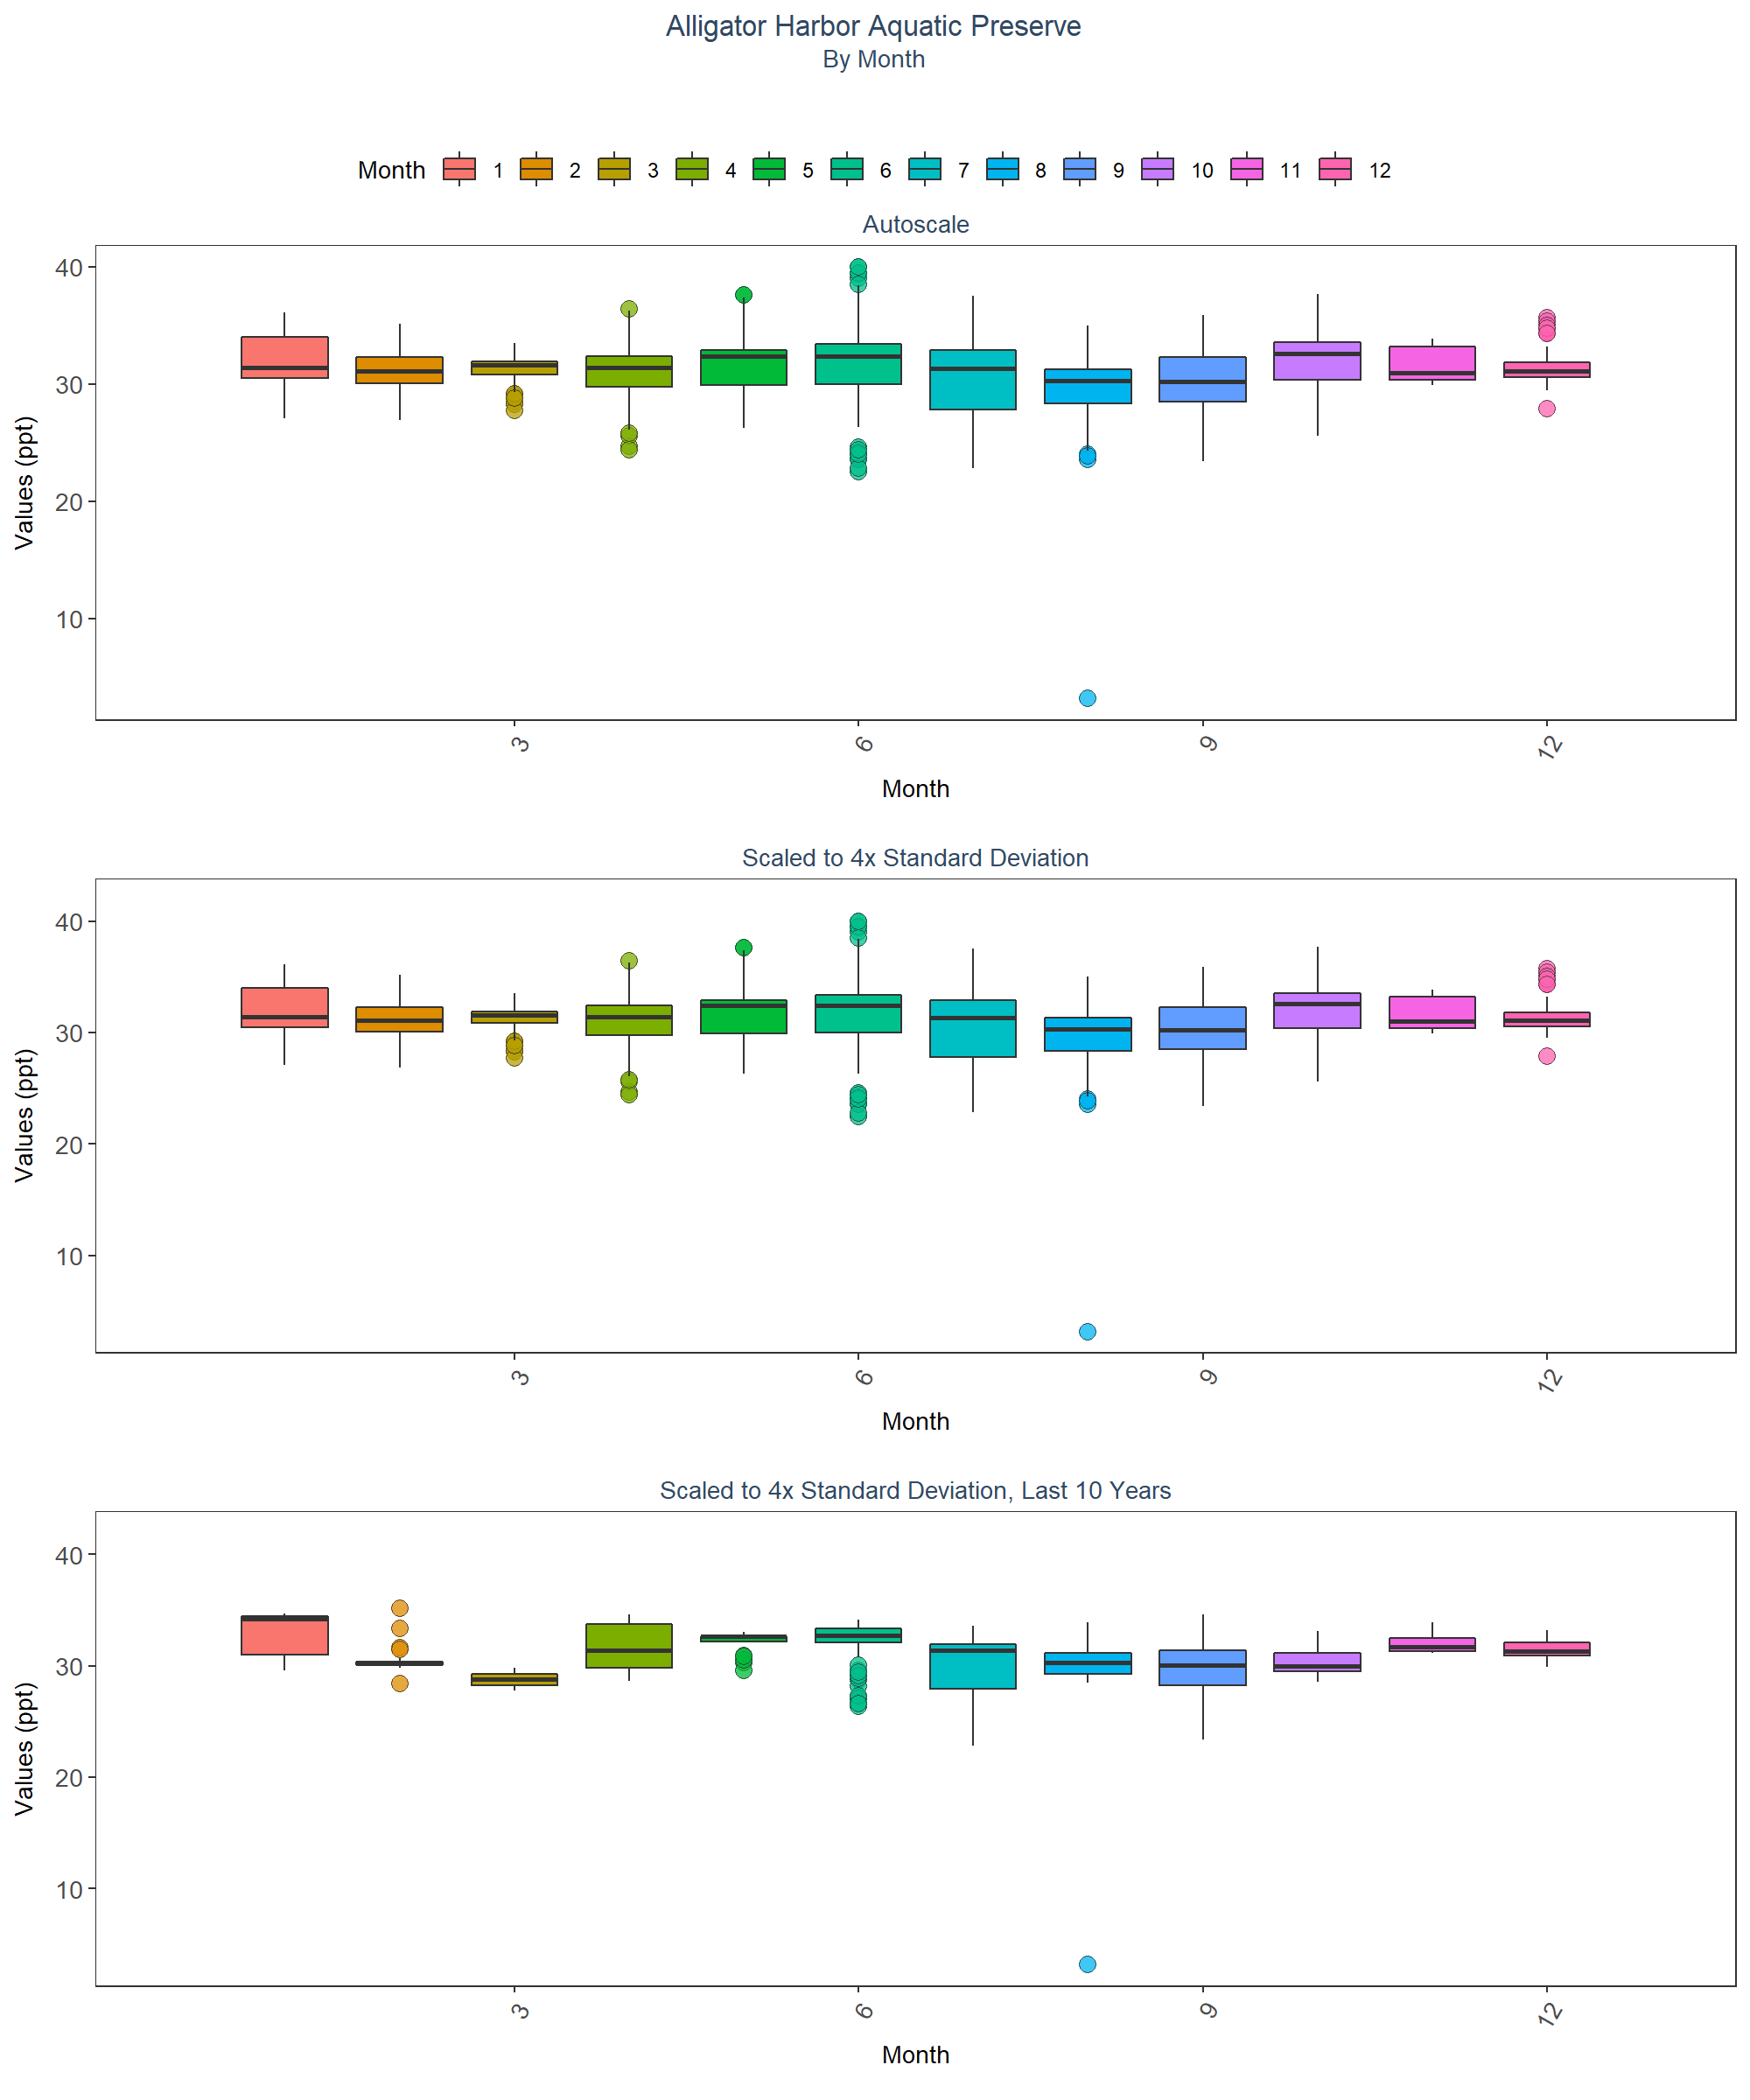 Alligator Harbor Aquatic Preserve
By Month
Month 1 2 3 4 5 6 7 8 9 10 11 12
Autoscale
Values (ppt)
40
30
20
10
3 6 9 12
Month
Scaled to 4x Standard Deviation
Values (ppt)
40
30
20
10
3 6 9 12
Month
Scaled to 4x Standard Deviation, Last 10 Years
Values (ppt)
40
30
20
10
3 6 9 12
Month